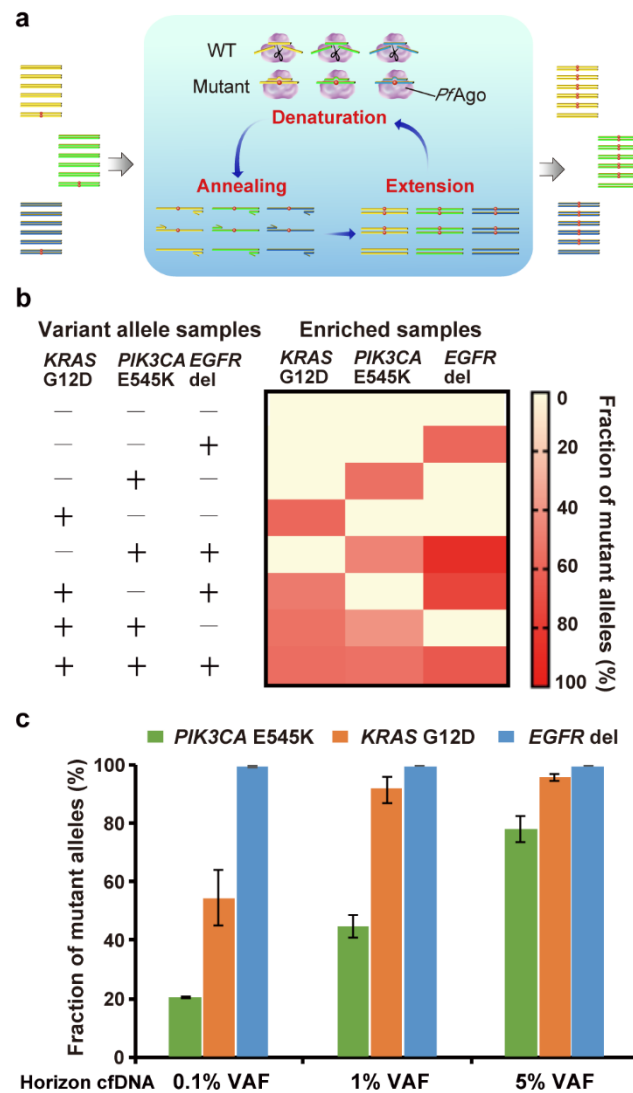 a
WT
Mutant
PfAgo
Denaturation
Annealing
Extension
b
Variant allele samples
Enriched samples
KRAS G12D
PIK3CA E545K
EGFR del
KRAS G12D
PIK3CA E545K
EGFR del
— — —
— — +
— + —
+ — —
— + +
+ — +
+ + —
+ + +
0
20
40
60
80
100
Fraction of mutant alleles (%)
c
PIK3CA E545K
KRAS G12D
EGFR del
Fraction of mutant alleles (%)
100
80
60
40
20
0
Horizon cfDNA
0.1% VAF
1% VAF
5% VAF